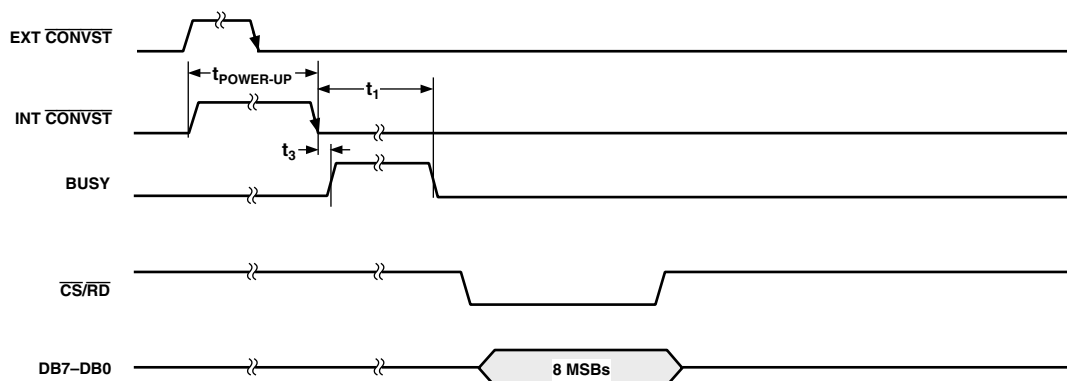 EXT CONVST
tPOWER-UP
t1
INT CONVST
t3
BUSY
CS/RD
DB7–DB0
8 MSBs